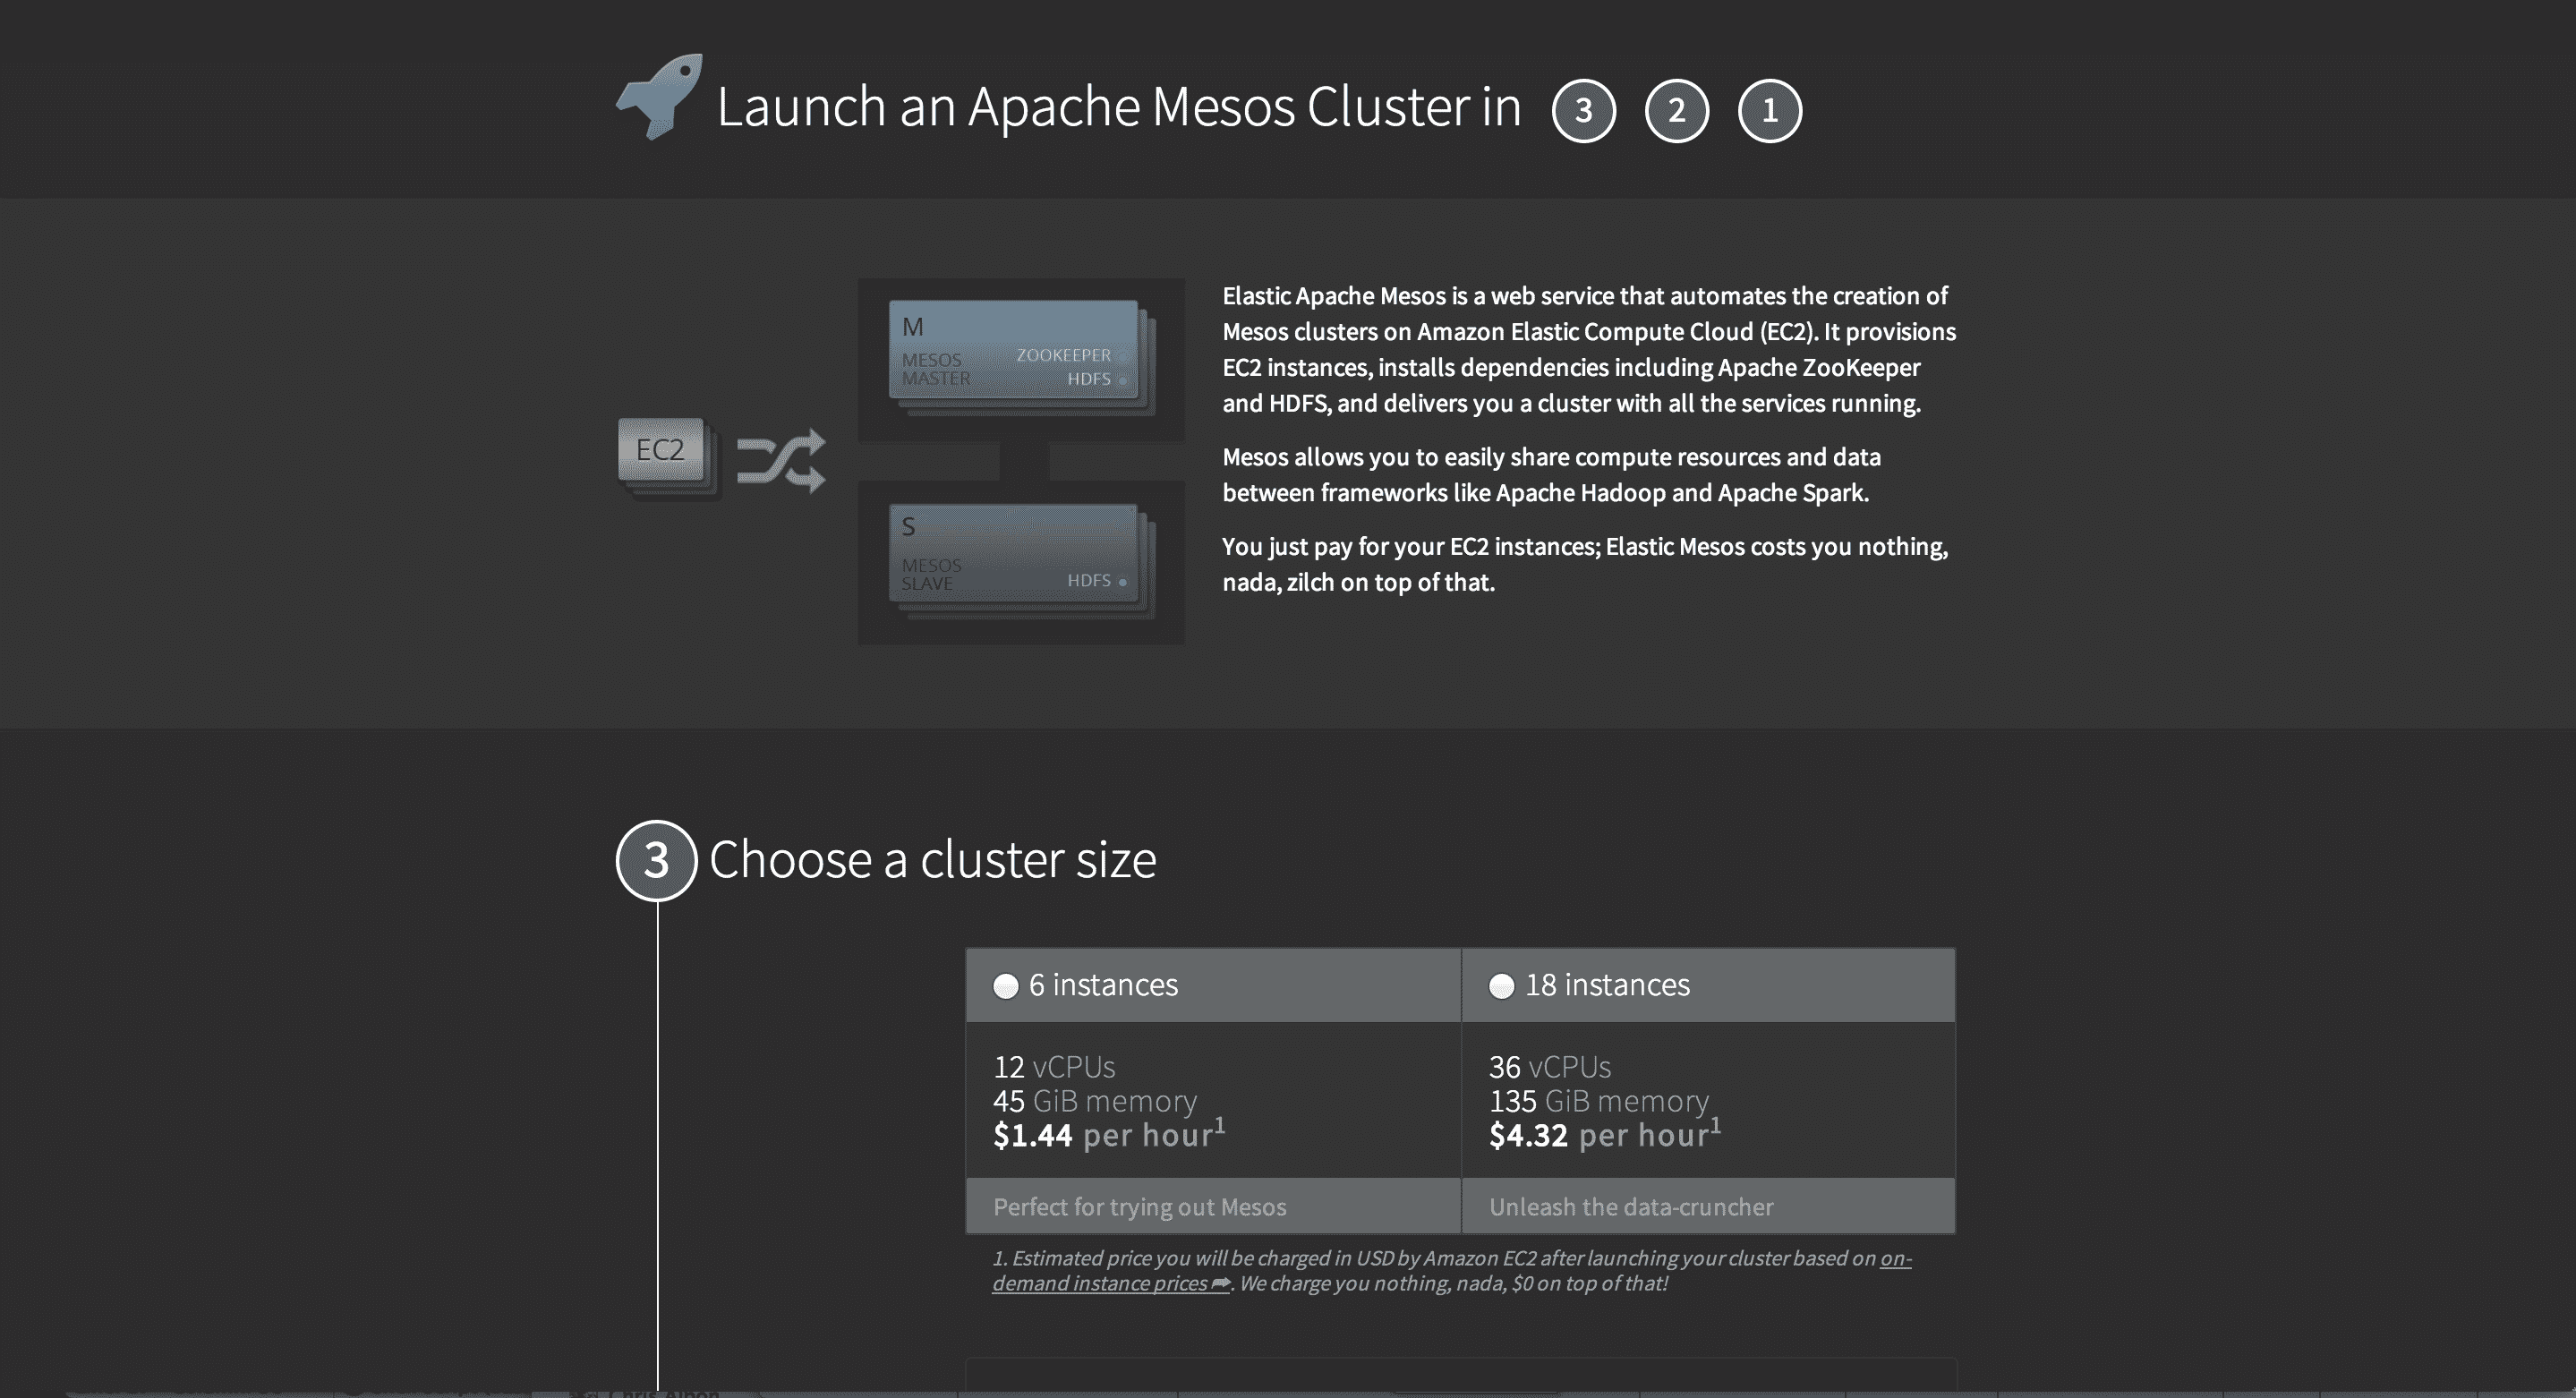 Launch an Apache Mesos Cluster in 3 2 1
M
MESOS
MASTER
ZOOKEEPER
HDFS
EC2
S
MESOS
SLAVE
HDFS
Elastic Apache Mesos is a web service that automates the creation of
Mesos clusters on Amazon Elastic Compute Cloud (EC2). It provisions
EC2 instances, installs dependencies including Apache ZooKeeper
and HDFS, and delivers you a cluster with all the services running.
Mesos allows you to easily share compute resources and data
between frameworks like Apache Hadoop and Apache Spark.
You just pay for your EC2 instances; Elastic Mesos costs you nothing,
nada, zilch on top of that.
3 Choose a cluster size
6 instances
12 vCPUs
45 GiB memory
$1.44 per hour1
Perfect for trying out Mesos
18 instances
36 vCPUs
135 GiB memory
$4.32 per hour1
Unleash the data-cruncher
1. Estimated price you will be charged in USD by Amazon EC2 after launching your cluster based on on-
demand instance prices. We charge you nothing, nada, $0 on top of that!